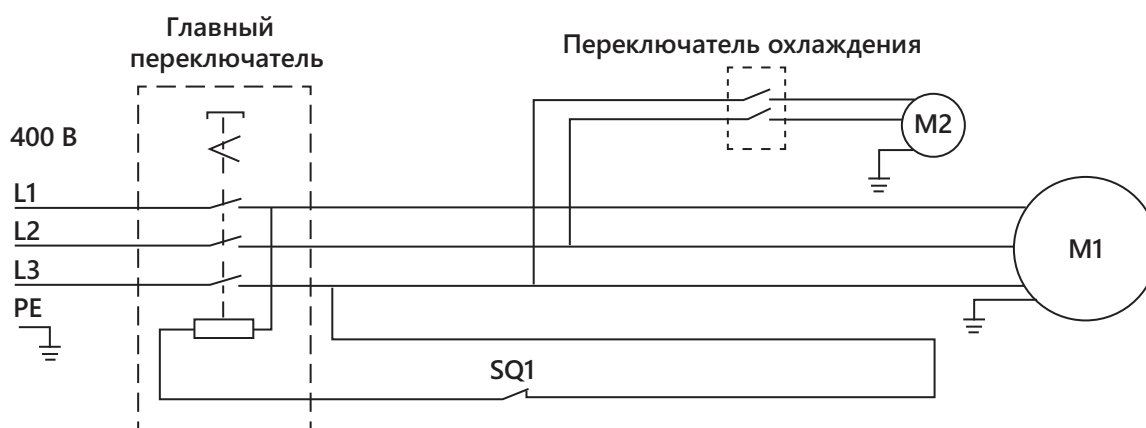 Главный
переключатель
Переключатель охлаждения
400 В
M2
L1
L2
M1
L3
PE
SQ1